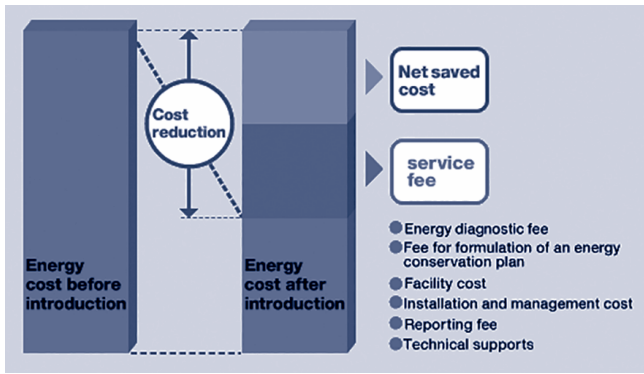 Energy
cost before
introduction
Cost
reduction
Energy
cost after
introduction
Net saved
cost
service
fee
Energy diagnostic fee
Fee for formulation of an energy
conservation plan
Facility cost
Installation and management cost
Reporting fee
Technical supports